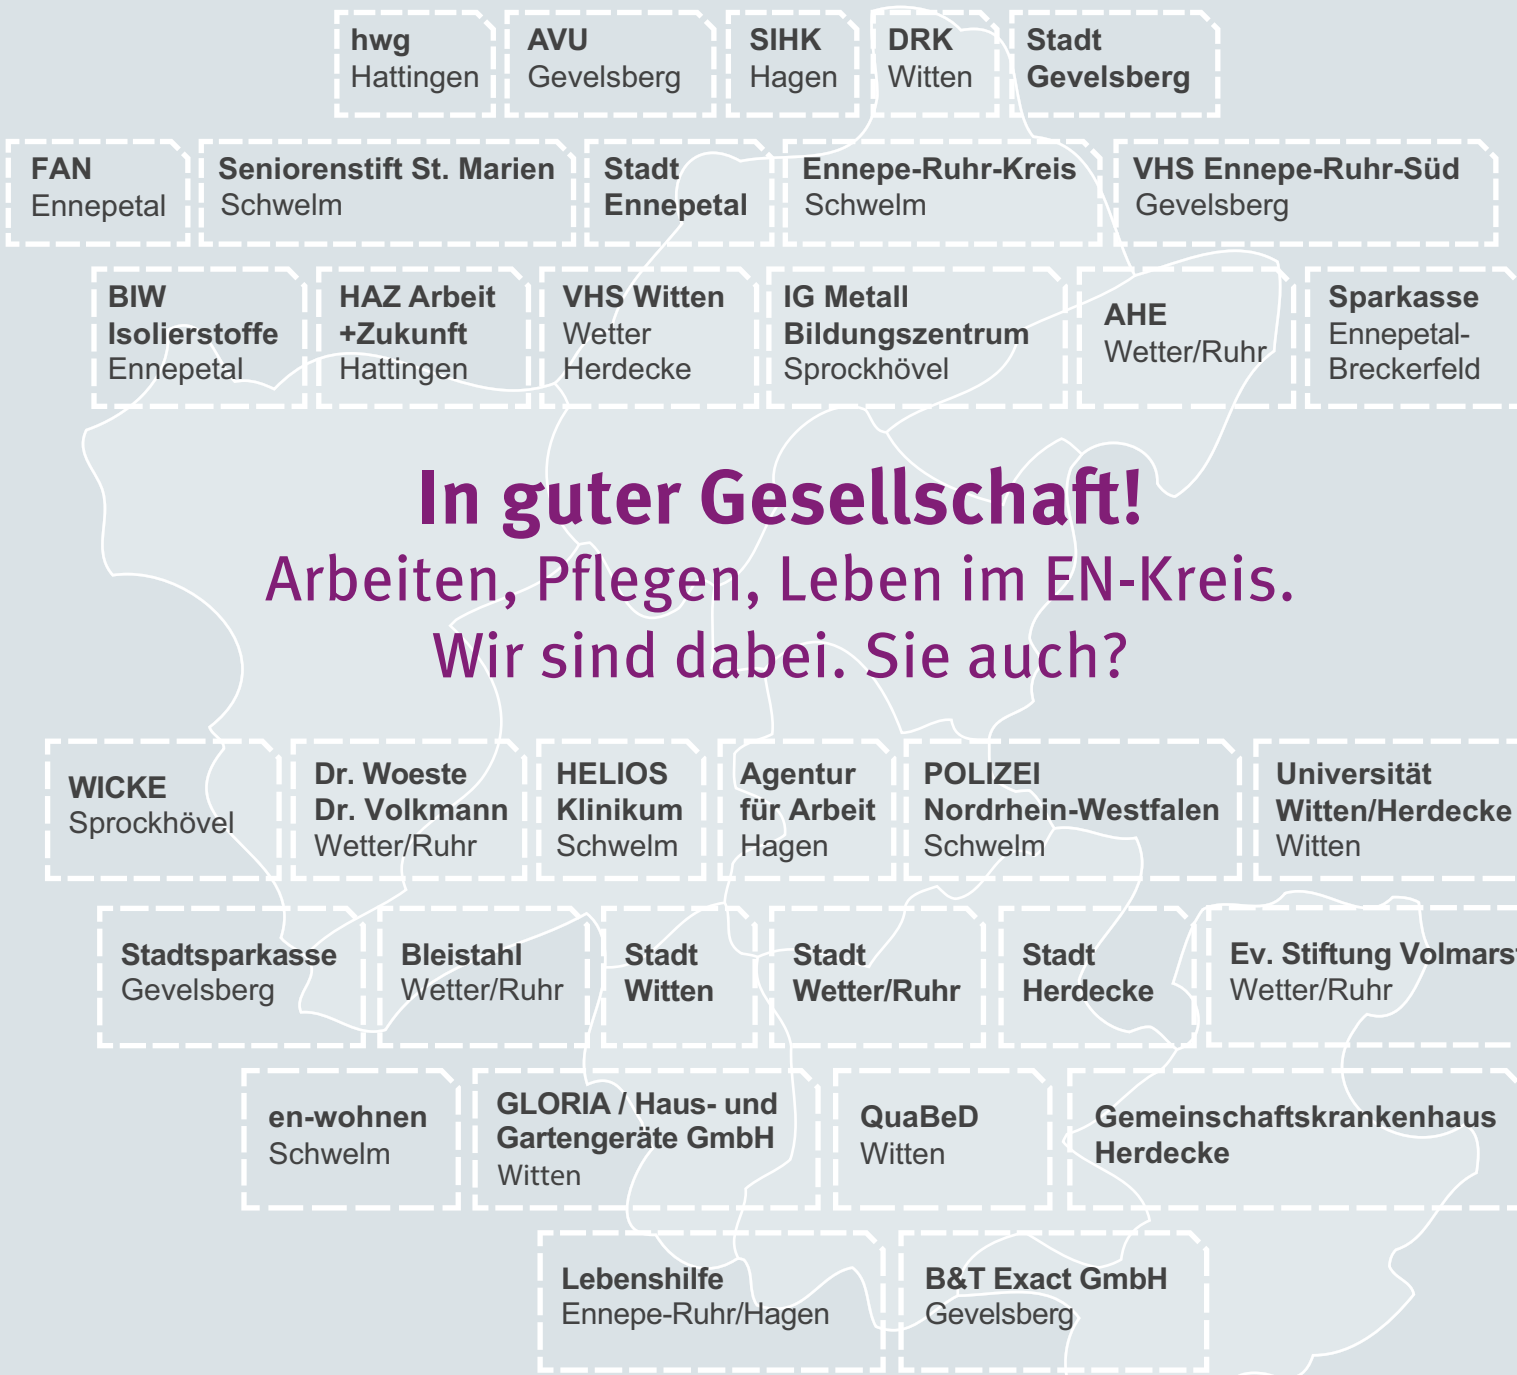 hwg
Hattingen
AVU
Gevelsberg
SIHK
Hagen
DRK
Witten
Stadt
Gevelsberg
FAN
Ennepetal
Seniorenstift St. Marien
Schwelm
Stadt
Ennepetal
Ennepe-Ruhr-Kreis
Schwelm
VHS Ennepe-Ruhr-Süd
Gevelsberg
BIW
Isolierstoffe
Ennepetal
HAZ Arbeit
+Zukunft
Hattingen
VHS Witten
Wetter
Herdecke
IG Metall
Bildungszentrum
Sprockhövel
AHE
Wetter/Ruhr
Sparkasse
Ennepetal-
Breckerfeld
In guter Gesellschaft!
Arbeiten, Pflegen, Leben im EN-Kreis.
Wir sind dabei. Sie auch?
WICKE
Sprockhövel
Dr. Woeste
Dr. Volkmann
Wetter/Ruhr
HELIOS
Klinikum
Schwelm
Agentur
für Arbeit
Hagen
POLIZEI
Nordrhein-Westfalen
Schwelm
Universität
Witten/Herdecke
Witten
Stadtsparkasse
Gevelsberg
Bleistahl
Wetter/Ruhr
Stadt
Witten
Stadt
Wetter/Ruhr
Stadt
Herdecke
Ev. Stiftung
Wetter/Ruhr
en-wohnen
Schwelm
GLORIA / Haus- und
Gartengeräte GmbH
Witten
QuaBeD
Witten
Gemeinschaftskrankenhaus
Herdecke
Lebenshilfe
Ennepe-Ruhr/Hagen
B&T Exact GmbH
Gevelsberg